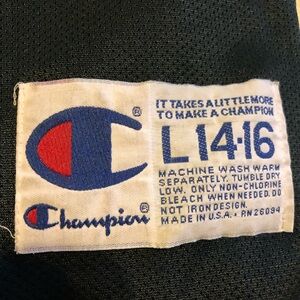 IT TAKES A LITTLE MORE
TO MAKE A CHAMPION
L 14-16
MACHINE WASH WARM
SEPARATELY. TUMBLE DRY
LOW. ONLY NON-CHLORINE
BLEACH WHEN NEEDED. DO
NOT IRON DESIGN.
MADE IN U.S.A. • RN26094
®
Champion®